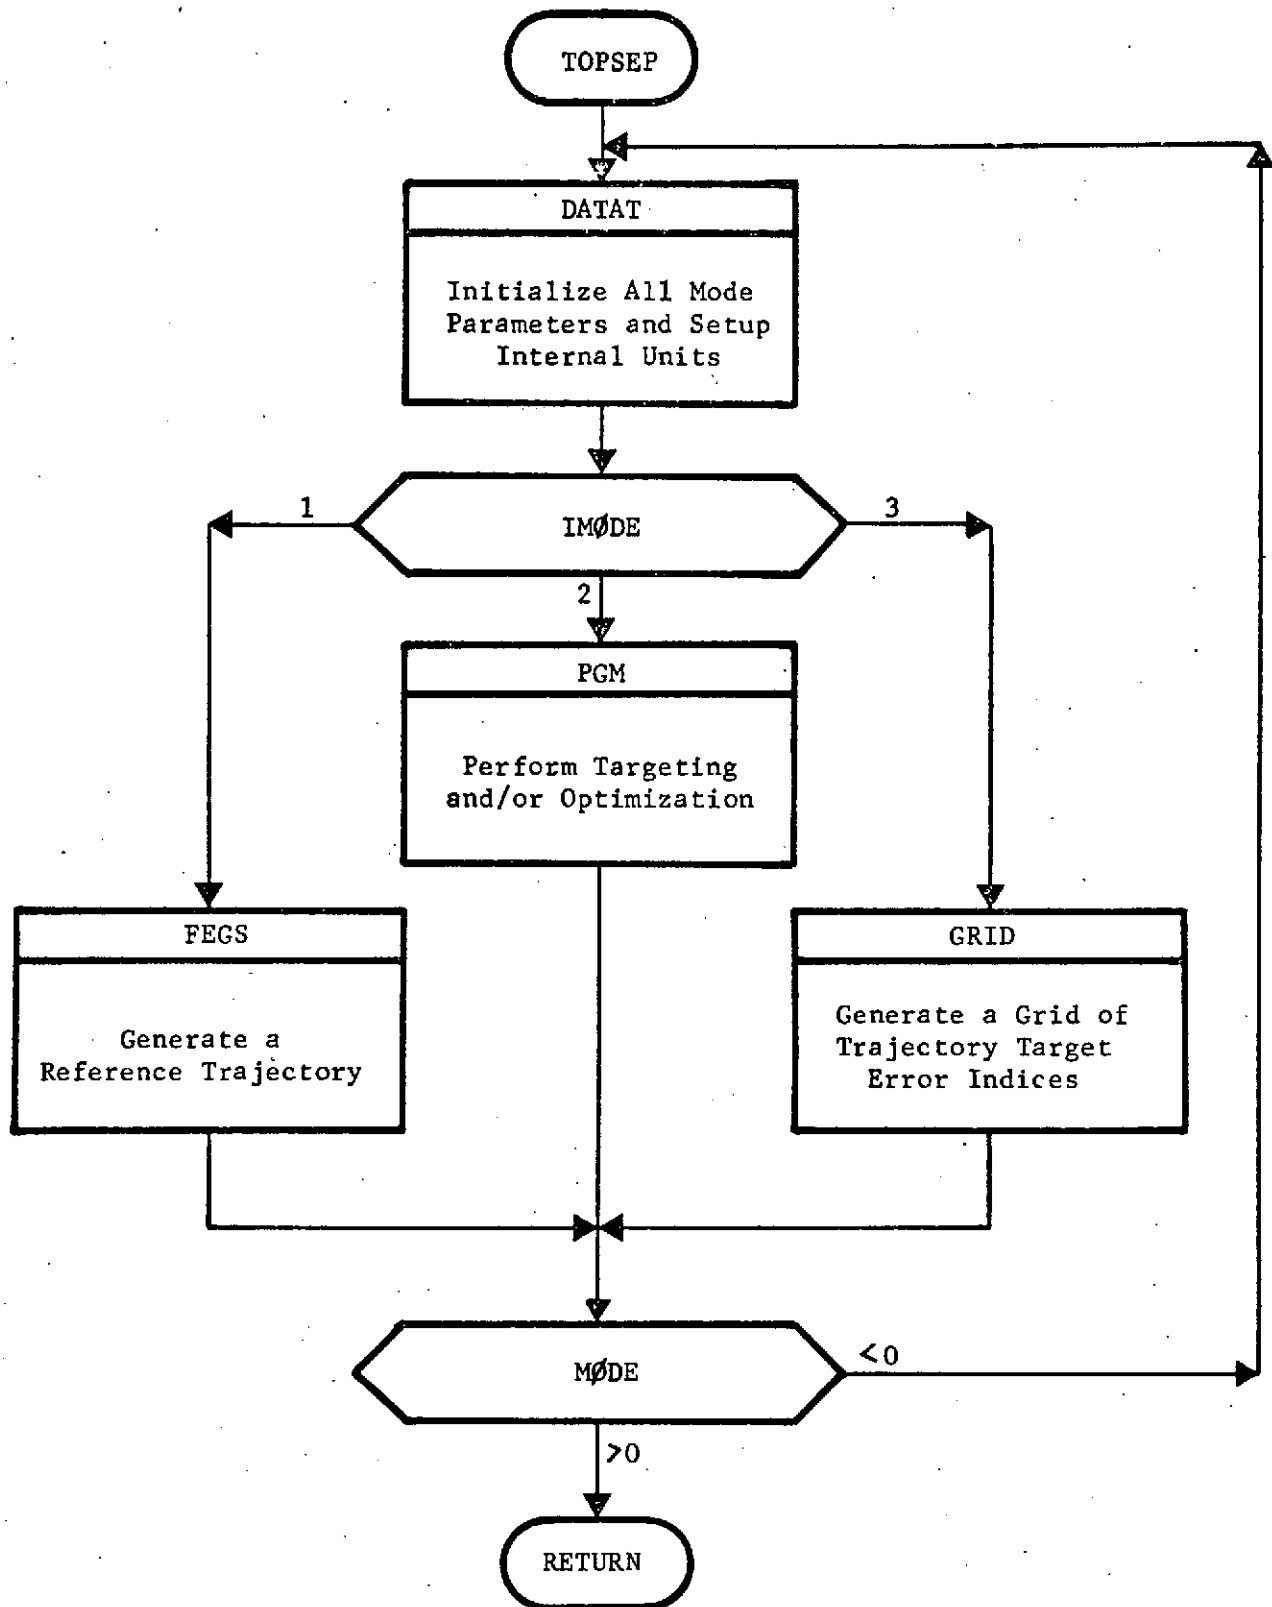 TOPSEP
DATAT
Initialize All Mode
Parameters and Setup
Internal Units
1
IMØDE
3
2
PGM
Perform Targeting
and/or Optimization
FEGS
Generate a
Reference Trajectory
GRID
Generate a Grid of
Trajectory Target
Error Indices
MØDE
<0
>0
RETURN